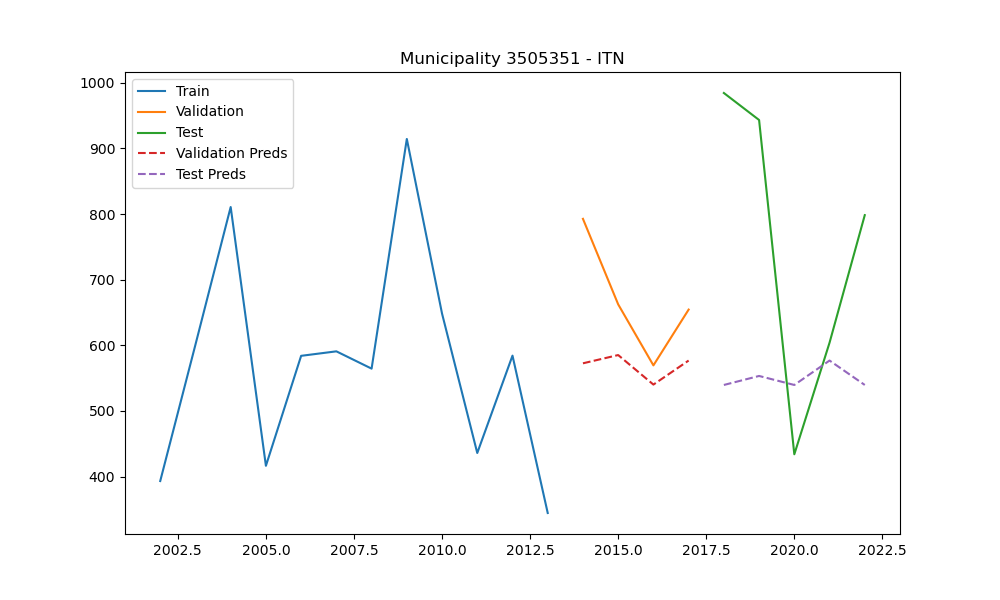 Municipality 3505351 - ITN
1000
900
800
700
600
500
400
Train
Validation
Test
Validation Preds
Test Preds
2002.5 2005.0 2007.5 2010.0 2012.5 2015.0 2017.5 2020.0 2022.5